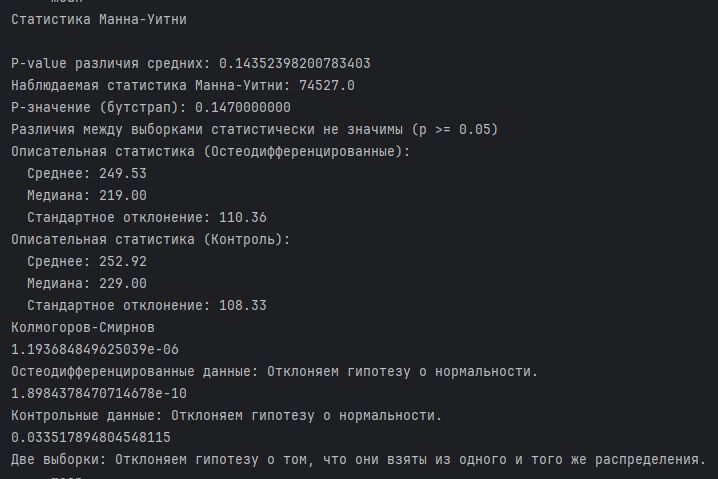 Статистика Манна-Уитни
P-value различия средних: 0.14352398200783403
Наблюдаемая статистика Манна-Уитни: 74527.0
P-значение (бутстрап): 0.1470000000
Различия между выборками статистически не значимы (p >= 0.05)
Описательная статистика (Остеодифференцированные):
Среднее: 249.53
Медиана: 219.00
Стандартное отклонение: 110.36
Описательная статистика (Контроль):
Среднее: 252.92
Медиана: 229.00
Стандартное отклонение: 108.33
Колмогоров-Смирнов
1.193684849625039e-06
Остеодифференцированные данные: Отклоняем гипотезу о нормальности.
1.8984378470714678e-10
Контрольные данные: Отклоняем гипотезу о нормальности.
0.033517894804548115
Две выборки: Отклоняем гипотезу о том, что они взяты из одного и того же распределения.